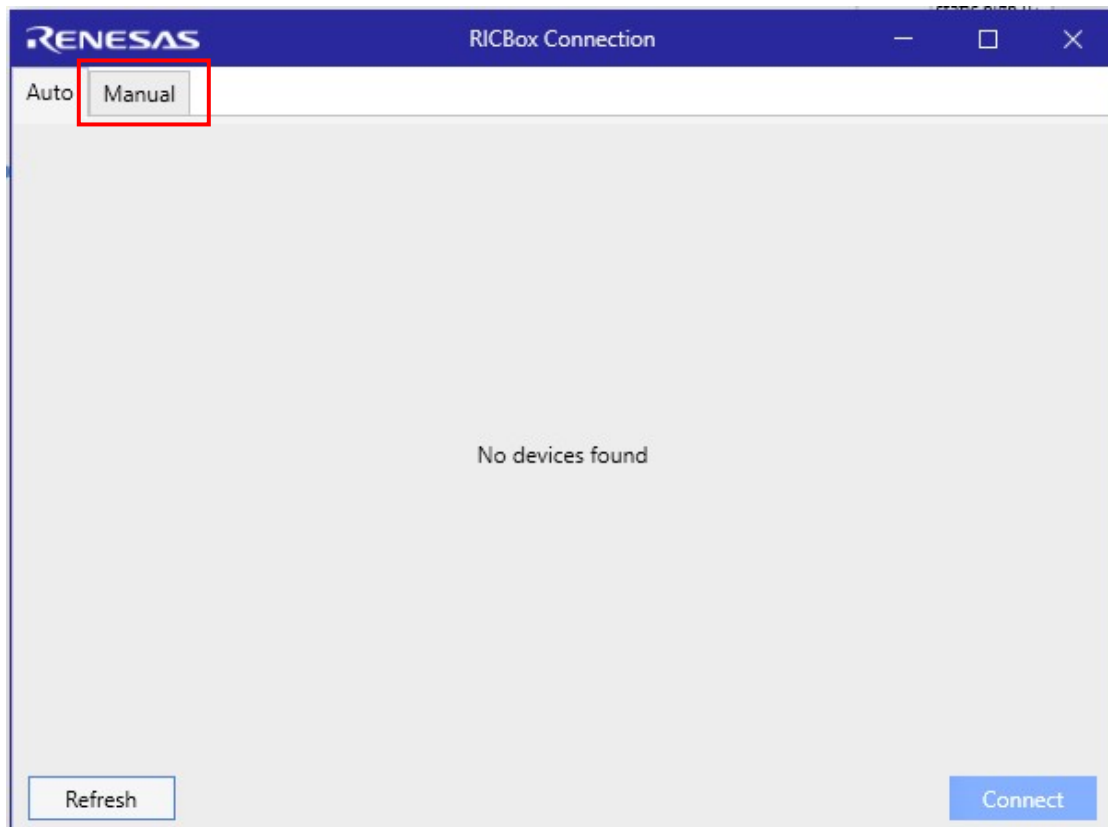 RENESAS RICBox Connection
Auto Manual
No devices found
Refresh Connect